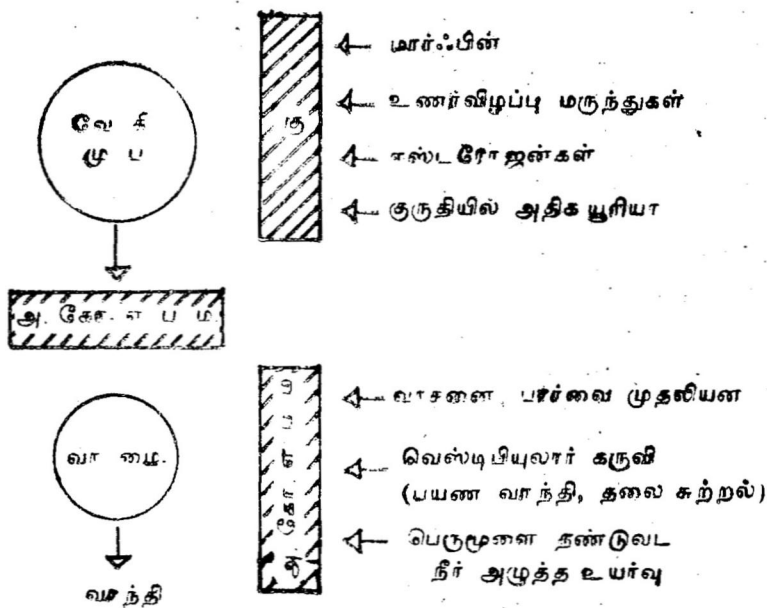 மார்ஃபின்
வே தி
மு ப
கு
உணர்விழப்பு மருந்துகள்
எஸ்டரோஜன்கள்
குருதியில் அதிக யூரியா
அ. கோ. எ ப ம
வாசனை, பார்வை முதலியன
வா மை.
அ. கோ. எ ப ம
வெஸ்டிபியுலார் கருவி
(பயண வாந்தி, தலை சுற்றல்)
பெருமூளை தண்டுவட
நீர் அழுத்த உயர்வு
வாந்தி